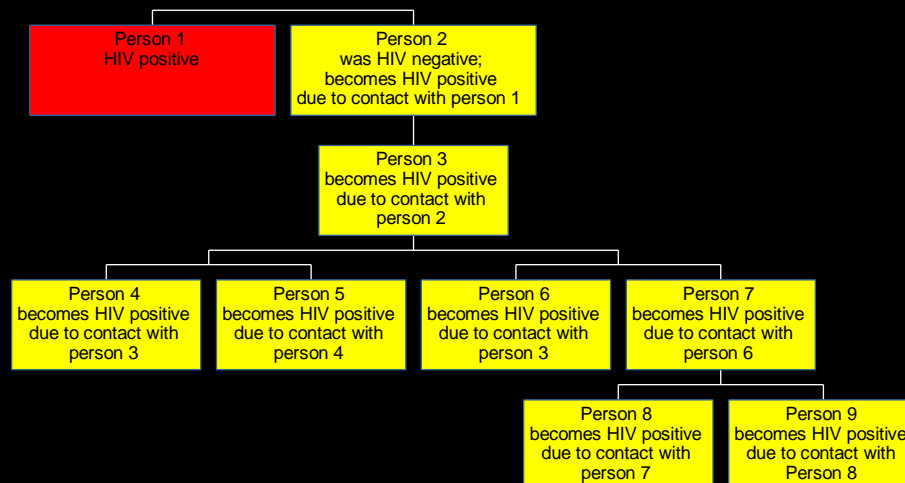 Person 1
HIV positive
Person 2
was HIV negative;
becomes HIV positive
due to contact with person 1
Person 3
becomes HIV positive
due to contact with
person 2
Person 4
becomes HIV positive
due to contact with
person 3
Person 5
becomes HIV positive
due to contact with
person 4
Person 6
becomes HIV positive
due to contact with
person 3
Person 7
becomes HIV positive
due to contact with
person 6
Person 8
becomes HIV positive
due to contact with
person 7
Person 9
becomes HIV positive
due to contact with
Person 8